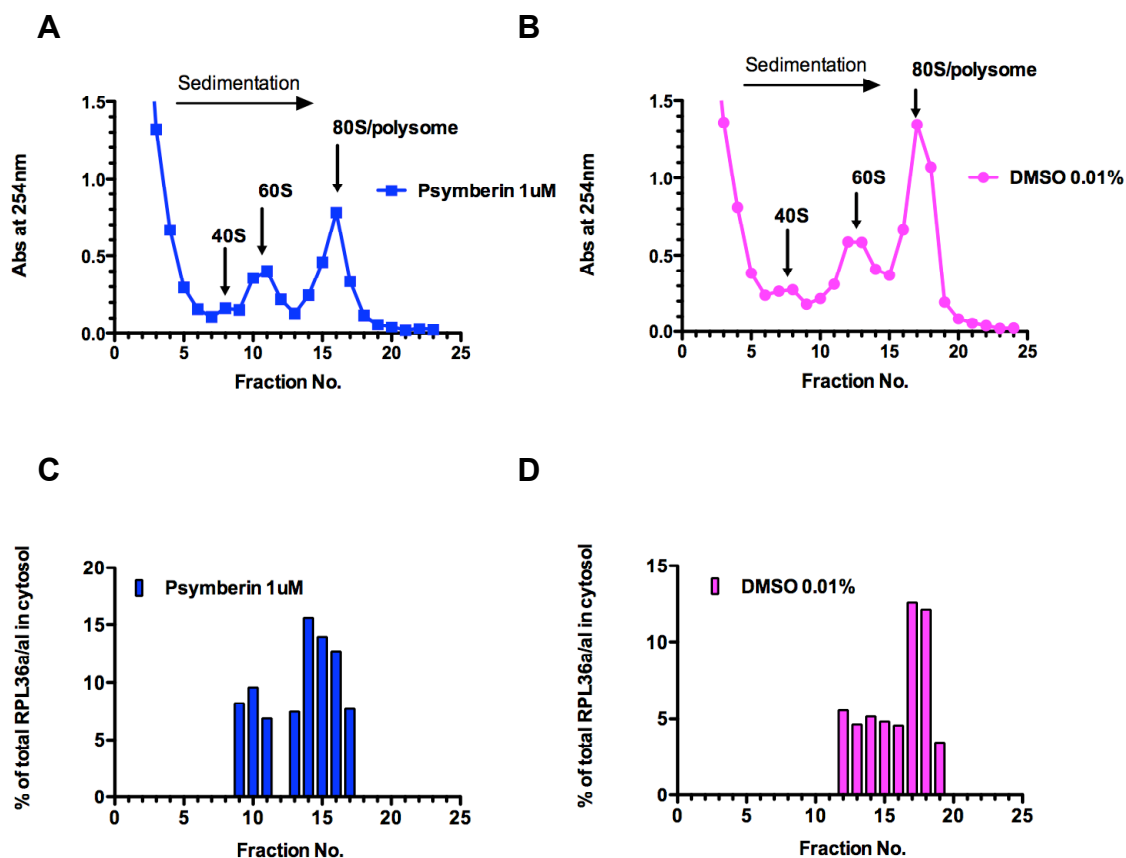 A
B
Sedimentation
80S/polysome
60S
40S
Psymberin 1uM
Abs at 254nm
1.5
1.0
0.5
0.0
0 5 10 15 20 25
Fraction No.
Sedimentation
80S/polysome
60S
40S
DMSO 0.01%
Abs at 254nm
1.5
1.0
0.5
0.0
0 5 10 15 20 25
Fraction No.
C
D
% of total RPL36a/al in cytosol
20
15
10
5
0
Psymberin 1uM
0 5 10 15 20 25
Fraction No.
% of total RPL36a/al in cytosol
15
10
5
0
DMSO 0.01%
0 5 10 15 20 25
Fraction No.